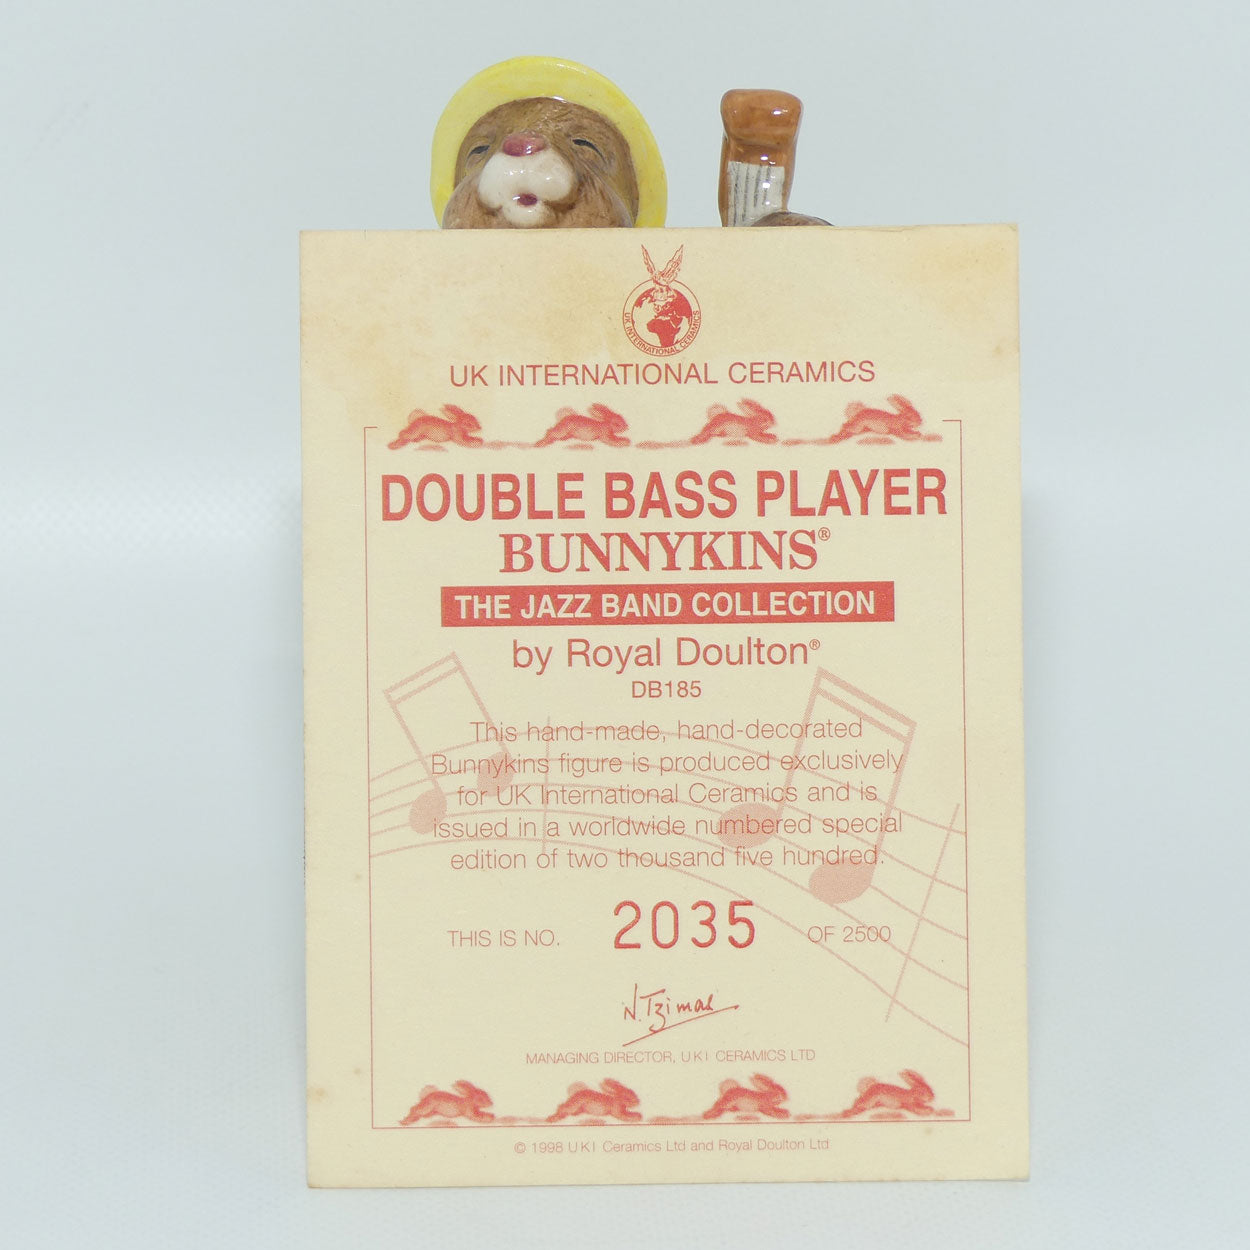 UK INTERNATIONAL CERAMICS
UK INTERNATIONAL CERAMICS
DOUBLE BASS PLAYER
BUNNYKINS®
THE JAZZ BAND COLLECTION
by Royal Doulton®
DB185
This hand-made, hand-decorated
Bunnykins figure is produced exclusively
for UK International Ceramics and is
issued in a worldwide numbered special
edition of two thousand five hundred.
THIS IS NO. 2035 OF 2500
N. Tzimas
MANAGING DIRECTOR, UKI CERAMICS LTD
© 1998 UKI Ceramics Ltd and Royal Doulton Ltd